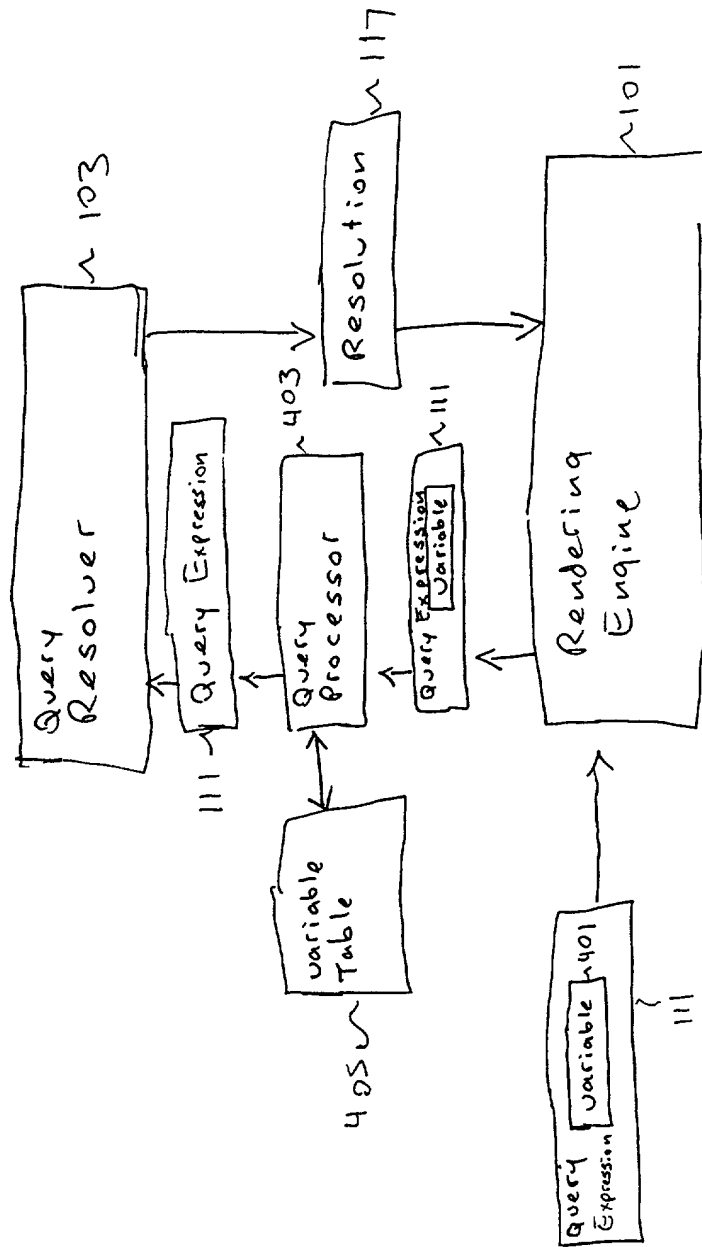 Query
Resolver
103
111
Query Expression
Resolution
117
Query
Processor
403
Variable
Table
405
Query Expression
Variable
111
Rendering
Engine
101
Query
Expression
Variable
401
111